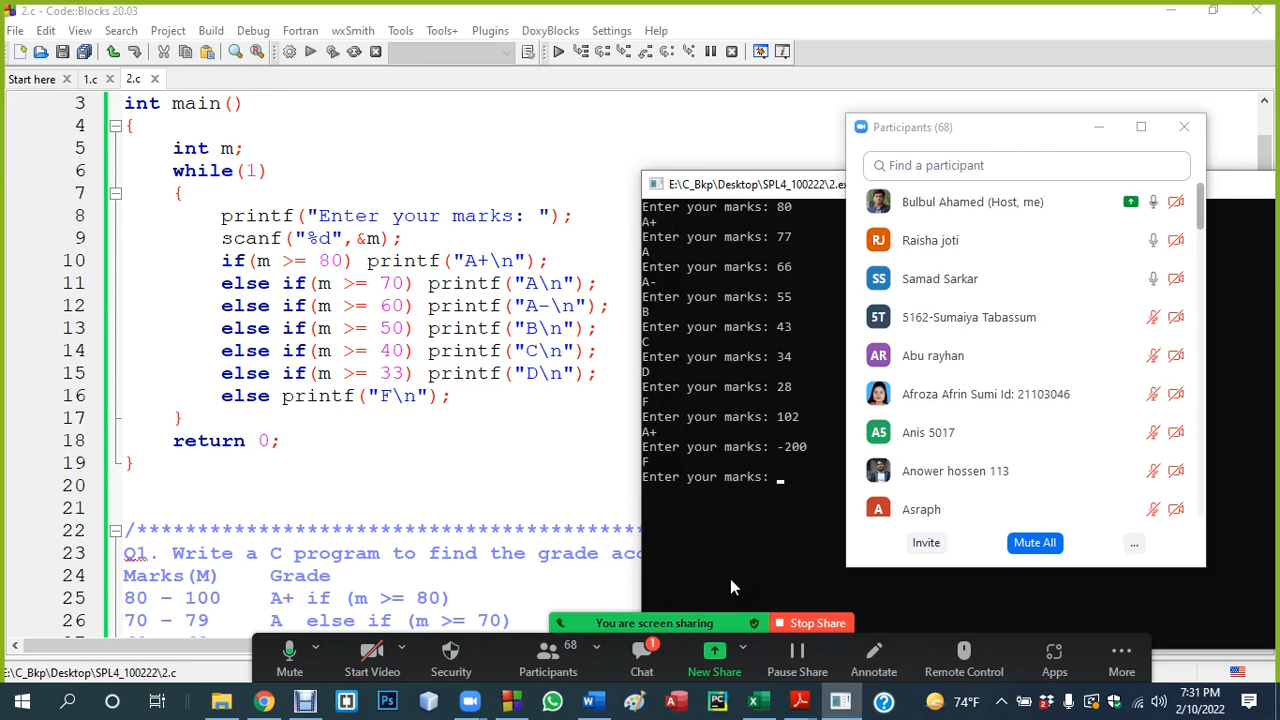 2.c - Code::Blocks 20.03
File Edit View Search Project Build Debug Fortran wxSmith Tools Tools+ Plugins DoxyBlocks Settings Help
Start here 1.c 2.c
3 int main()
4 {
5 int m;
6 while(1)
7 {
8 printf("Enter your marks: ");
9 scanf("%d",&m);
10 if(m >= 80) printf("A+\n");
11 else if(m >= 70) printf("A\n");
12 else if(m >= 60) printf("A-\n");
13 else if(m >= 50) printf("B\n");
14 else if(m >= 40) printf("C\n");
15 else if(m >= 33) printf("D\n");
16 else printf("F\n");
17 }
18 return 0;
19 }
20
21
22 /******************************************
23 Q1. Write a C program to find the grade acc
24 Marks(M) Grade
25 80 - 100 A+ if (m >= 80)
26 70 - 79 A else if (m >= 70)
E:\C_Bkp\Desktop\SPL4_100222\2.c
E:\C_Bkp\Desktop\SPL4_100222\2.exe
Enter your marks: 80
A+
Enter your marks: 77
A
Enter your marks: 66
A-
Enter your marks: 55
B
Enter your marks: 43
C
Enter your marks: 34
D
Enter your marks: 28
F
Enter your marks: 102
A+
Enter your marks: -200
F
Enter your marks: _
Participants (68)
Find a participant
Bulbul Ahamed (Host, me)
RJ Raisha joti
SS Samad Sarkar
5T 5162-Sumaiya Tabassum
AR Abu rayhan
Afroza Afrin Sumi Id: 21103046
A5 Anis 5017
Anower hossen 113
A Asraph
Invite Mute All ...
You are screen sharing Stop Share
68 1
Mute Start Video Security Participants Chat New Share Pause Share Annotate Remote Control Apps More
74°F 7:31 PM
2/10/2022